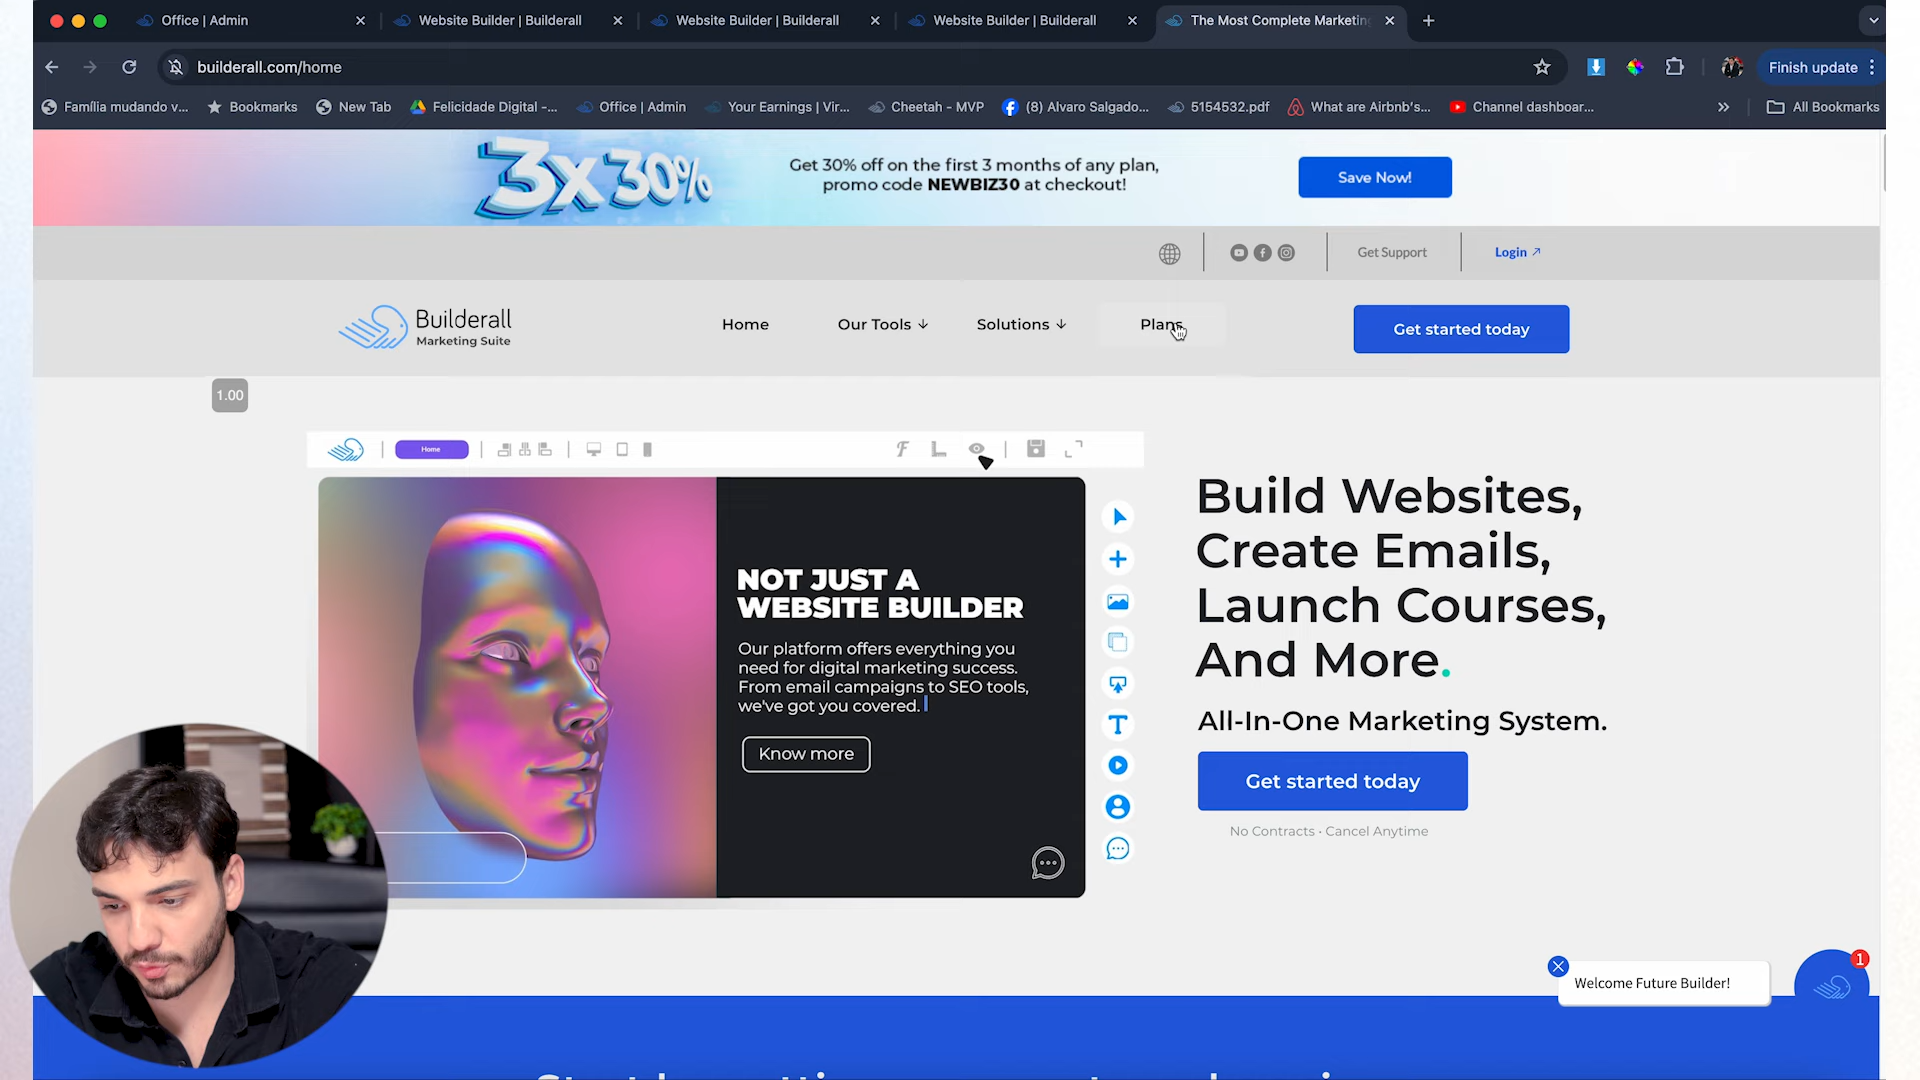 Office | Admin
Website Builder | Builderall
Website Builder | Builderall
Website Builder | Builderall
The Most Complete Marketin
builderall.com/home
Finish update
Família mudando v...
Bookmarks
New Tab
Felicidade Digital -...
Office | Admin
Your Earnings | Vir...
Cheetah - MVP
(8) Alvaro Salgado...
5154532.pdf
What are Airbnb's...
Channel dashboar...
»
All Bookmarks
3x30%
Get 30% off on the first 3 months of any plan,
promo code NEWBIZ30 at checkout!
Save Now!
Get Support
Login ↗
Builderall
Marketing Suite
Home
Our Tools ↓
Solutions ↓
Plans
Get started today
1.00
Home
NOT JUST A
WEBSITE BUILDER
Our platform offers everything you
need for digital marketing success.
From email campaigns to SEO tools,
we've got you covered.
Know more
Build Websites,
Create Emails,
Launch Courses,
And More.
All-In-One Marketing System.
Get started today
No Contracts • Cancel Anytime
Welcome Future Builder!
1